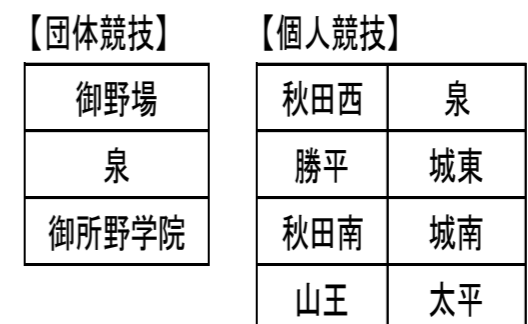 【団体競技】 【個人競技】
御野場 秋田西 泉
泉 勝平 城東
御所野学院 秋田南 城南
山王 太平